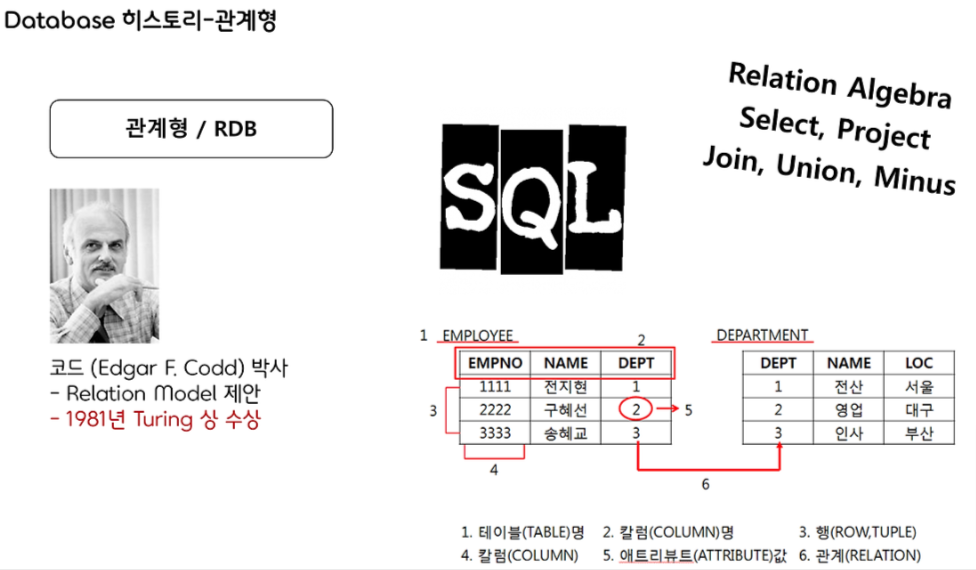 Database 히스토리-관계형
관계형 / RDB
SQL
Relation Algebra
Select, Project
Join, Union, Minus
코드 (Edgar F. Codd) 박사
- Relation Model 제안
- 1981년 Turing 상 수상
1 EMPLOYEE 2
EMPNO NAME DEPT
1111 전지현 1
2222 구혜선 2
3333 송혜교 3
3
5
4
6
DEPARTMENT
DEPT NAME LOC
1 전산 서울
2 영업 대구
3 인사 부산
1. 테이블(TABLE)명 2. 칼럼(COLUMN)명 3. 행(ROW,TUPLE)
4. 칼럼(COLUMN) 5. 애트리뷰트(ATTRIBUTE)값 6. 관계(RELATION)